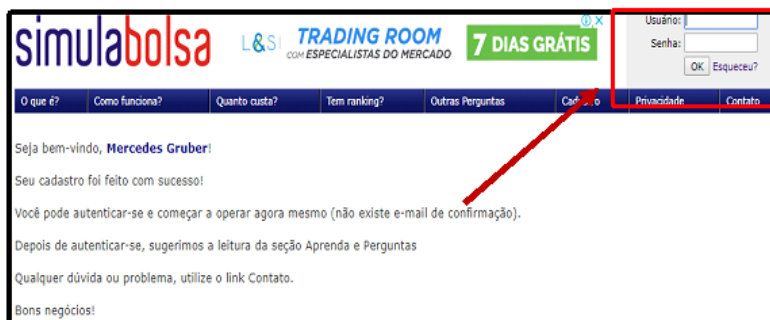 simulabolsa
L&S TRADING ROOM
COM ESPECIALISTAS DO MERCADO
7 DIAS GRÁTIS
Usuário:
Senha:
OK Esqueceu?
O que é? Como funciona? Quanto custa? Tem ranking? Outras Perguntas Privacidade Contato
Seja bem-vindo, Mercedes Gruber!
Seu cadastro foi feito com sucesso!
Você pode autenticar-se e começar a operar agora mesmo (não existe e-mail de confirmação).
Depois de autenticar-se, sugerimos a leitura da seção Aprenda e Perguntas
Qualquer dúvida ou problema, utilize o link Contato.
Bons negócios!